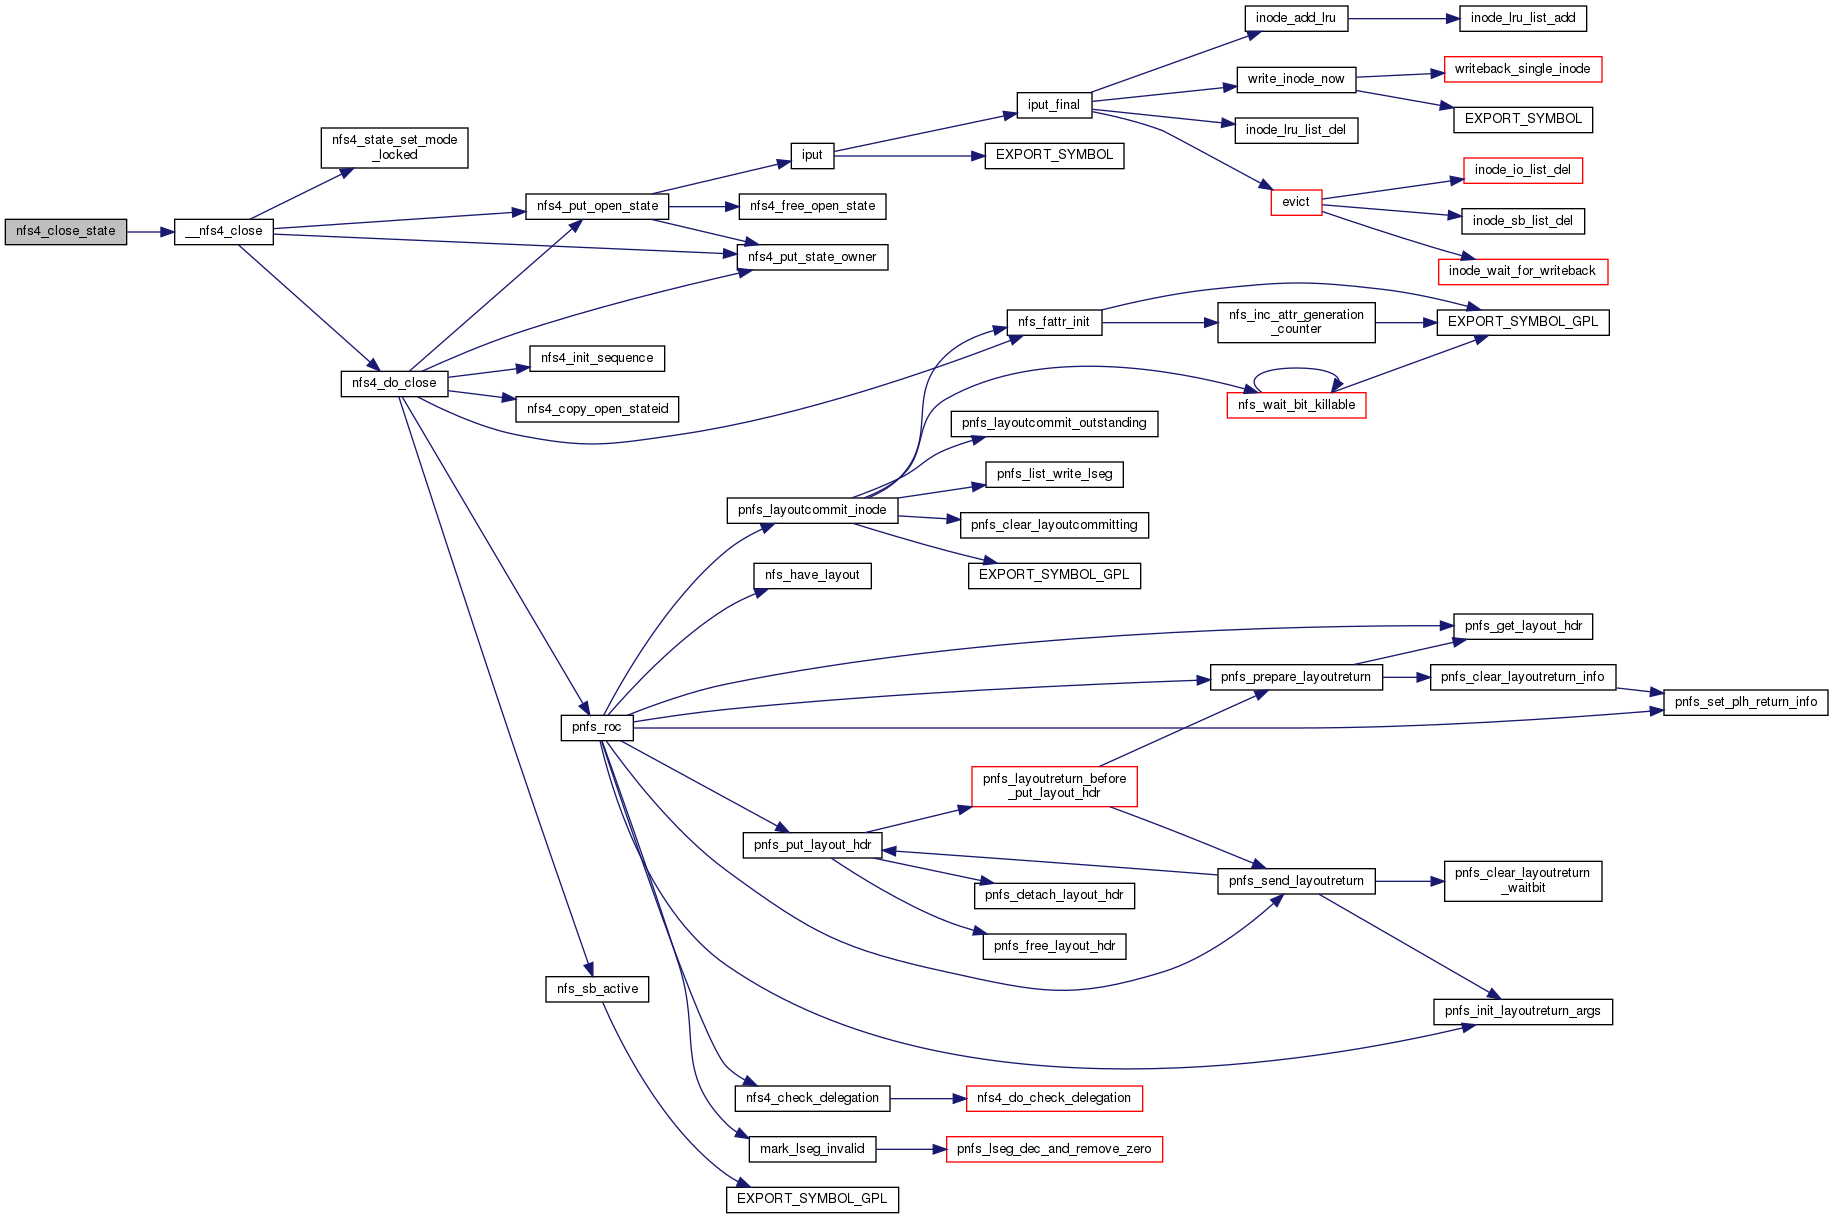 inode_add_lru
inode_lru_list_add
writeback_single_inode
write_inode_now
iput_final
EXPORT_SYMBOL
inode_lru_list_del
nfs4_state_set_mode
_locked
iput
EXPORT_SYMBOL
inode_io_list_del
evict
nfs4_put_open_state
nfs4_free_open_state
inode_sb_list_del
nfs4_close_state
__nfs4_close
nfs4_put_state_owner
inode_wait_for_writeback
nfs_fattr_init
nfs_inc_attr_generation
_counter
EXPORT_SYMBOL_GPL
nfs4_init_sequence
nfs4_do_close
nfs4_copy_open_stateid
nfs_wait_bit_killable
pnfs_layoutcommit_outstanding
pnfs_list_write_lseg
pnfs_layoutcommit_inode
pnfs_clear_layoutcommitting
nfs_have_layout
EXPORT_SYMBOL_GPL
pnfs_get_layout_hdr
pnfs_prepare_layoutreturn
pnfs_clear_layoutreturn_info
pnfs_set_plh_return_info
pnfs_roc
pnfs_layoutreturn_before
_put_layout_hdr
pnfs_put_layout_hdr
pnfs_send_layoutreturn
pnfs_clear_layoutreturn
_waitbit
pnfs_detach_layout_hdr
pnfs_free_layout_hdr
nfs_sb_active
pnfs_init_layoutreturn_args
nfs4_check_delegation
nfs4_do_check_delegation
mark_lseg_invalid
pnfs_lseg_dec_and_remove_zero
EXPORT_SYMBOL_GPL